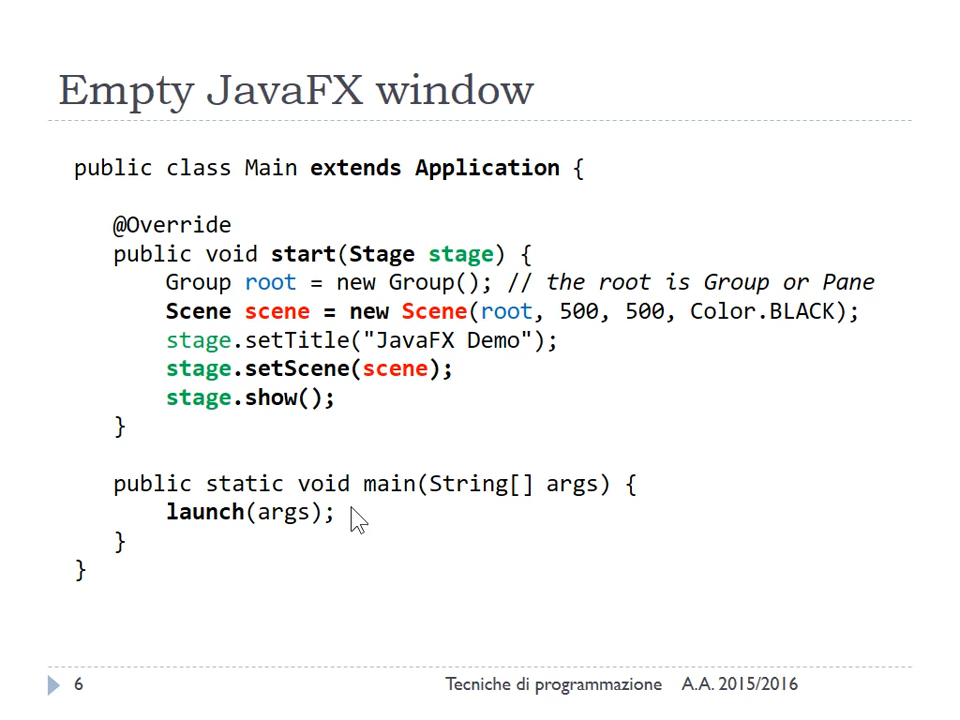 Empty JavaFX window
public class Main extends Application {
@Override
public void start(Stage stage) {
Group root = new Group(); // the root is Group or Pane
Scene scene = new Scene(root, 500, 500, Color.BLACK);
stage.setTitle("JavaFX Demo");
stage.setScene(scene);
stage.show();
}
public static void main(String[] args) {
launch(args);
}
}
6 Tecniche di programmazione A.A. 2015/2016